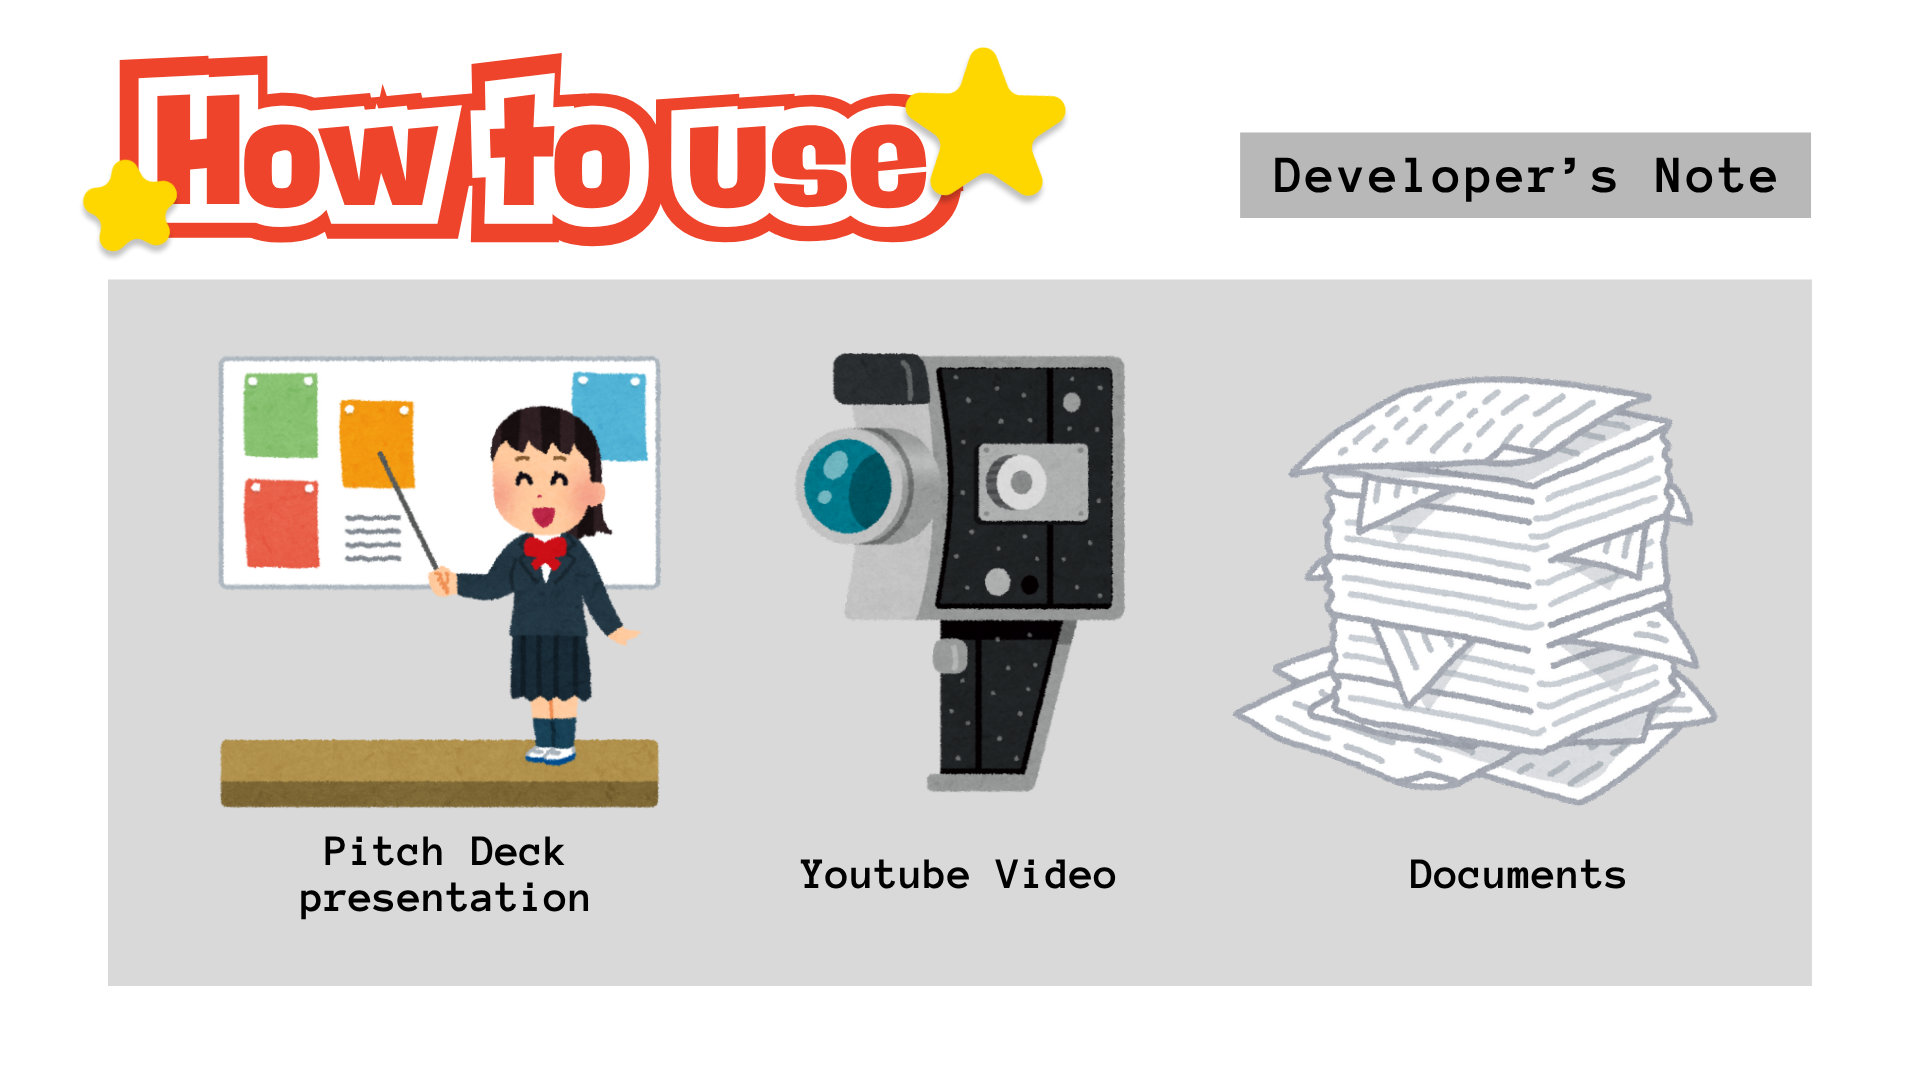 How to use
Developer's Note
Pitch Deck
presentation
Youtube Video
Documents